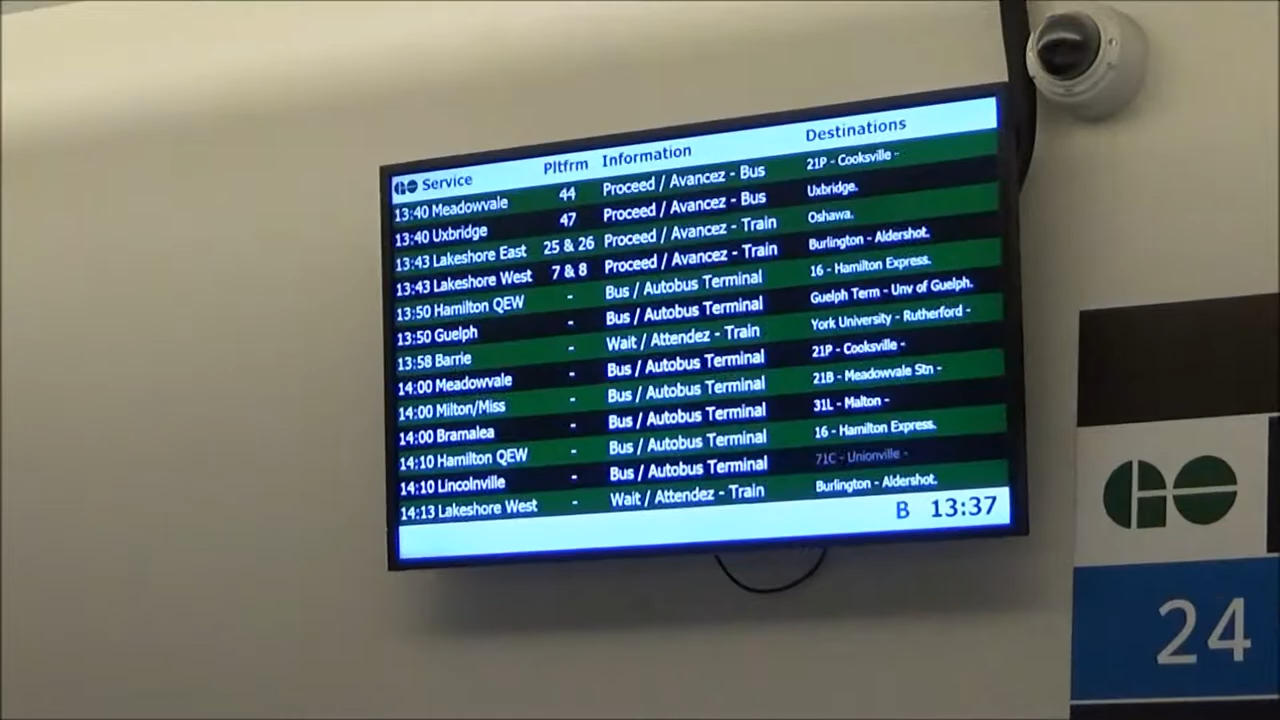 GO Service Pltfrm Information Destinations
13:40 Meadowvale 44 Proceed / Avancez - Bus 21P - Cooksville -
13:40 Uxbridge 47 Proceed / Avancez - Bus Uxbridge.
13:43 Lakeshore East 25 & 26 Proceed / Avancez - Train Oshawa.
13:43 Lakeshore West 7 & 8 Proceed / Avancez - Train Burlington - Aldershot.
13:50 Hamilton QEW - Bus / Autobus Terminal 16 - Hamilton Express.
13:50 Guelph - Bus / Autobus Terminal Guelph Term - Unv of Guelph.
13:58 Barrie - Wait / Attendez - Train York University - Rutherford -
14:00 Meadowvale - Bus / Autobus Terminal 21P - Cooksville -
14:00 Milton/Miss - Bus / Autobus Terminal 21B - Meadowvale Stn -
14:00 Bramalea - Bus / Autobus Terminal 31L - Malton -
14:10 Hamilton QEW - Bus / Autobus Terminal 16 - Hamilton Express.
14:10 Lincolnville - Bus / Autobus Terminal 71C - Unionville -
14:13 Lakeshore West - Wait / Attendez - Train Burlington - Aldershot.
B 13:37
GO
24